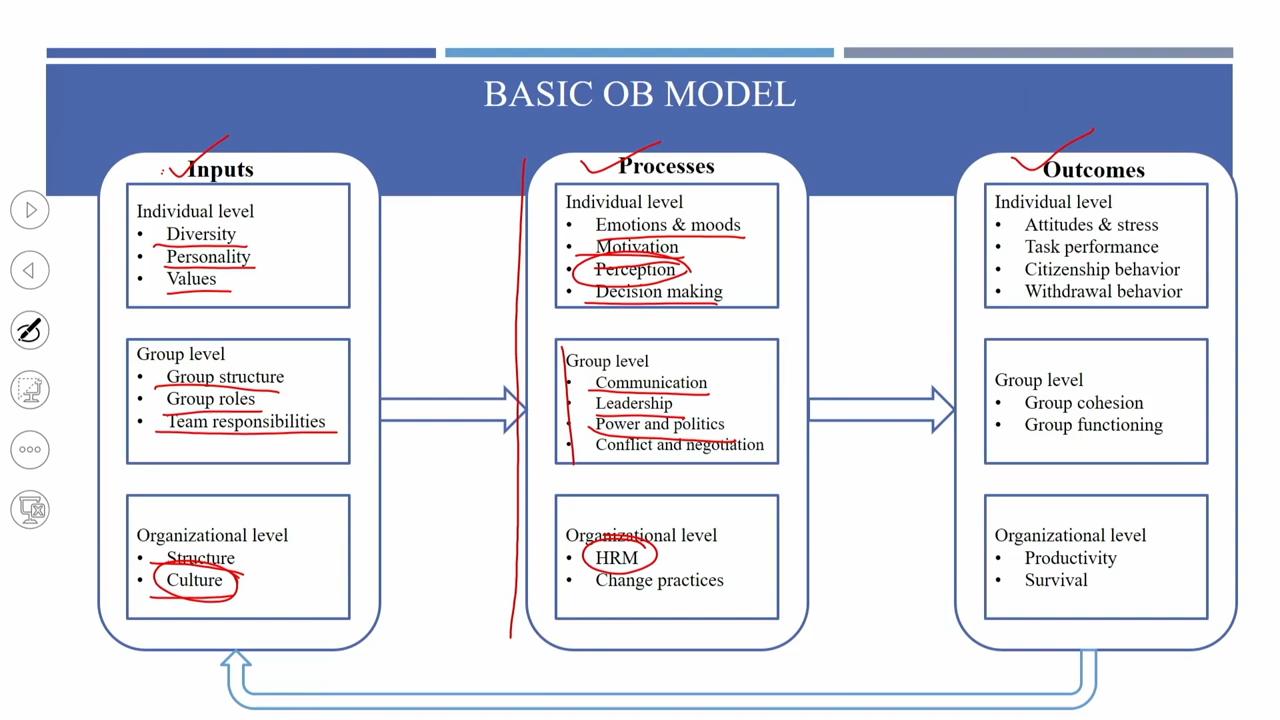 BASIC OB MODEL
Inputs
Individual level
• Diversity
• Personality
• Values
Group level
• Group structure
• Group roles
• Team responsibilities
Organizational level
• Structure
• Culture
Processes
Individual level
• Emotions & moods
• Motivation
• Perception
• Decision making
Group level
• Communication
• Leadership
• Power and politics
• Conflict and negotiation
Organizational level
• HRM
• Change practices
Outcomes
Individual level
• Attitudes & stress
• Task performance
• Citizenship behavior
• Withdrawal behavior
Group level
• Group cohesion
• Group functioning
Organizational level
• Productivity
• Survival